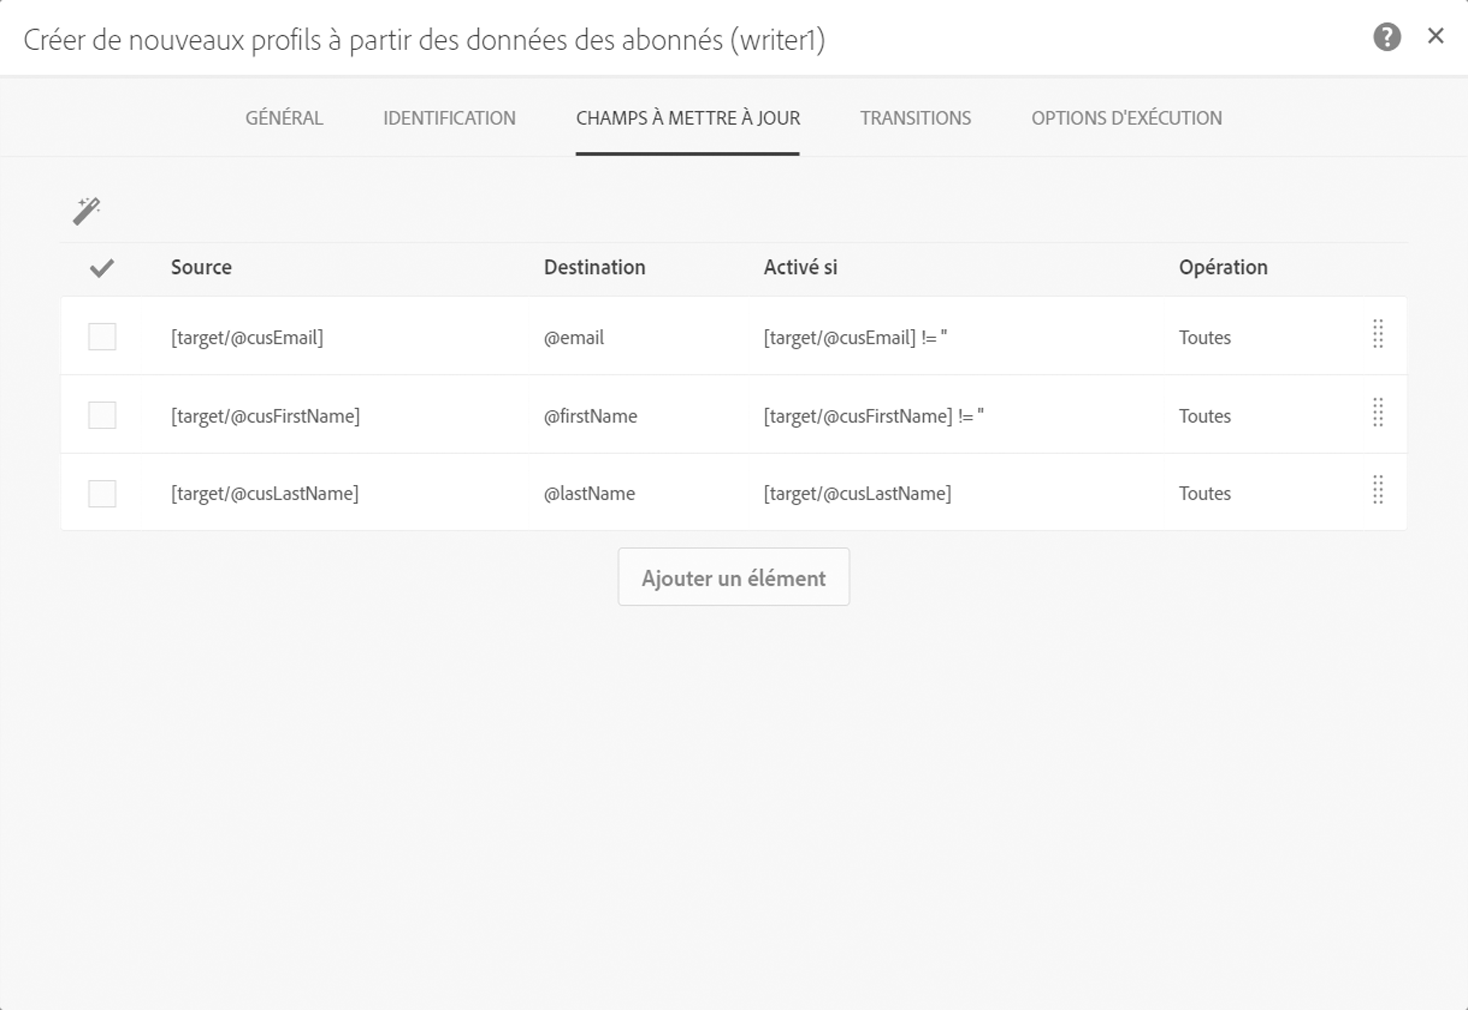 Créer de nouveaux profils à partir des données des abonnés (writer1)
GÉNÉRAL IDENTIFICATION CHAMPS À METTRE À JOUR TRANSITIONS OPTIONS D'EXÉCUTION
Source Destination Activé si Opération
[target/@cusEmail] @email [target/@cusEmail] != '' Toutes
[target/@cusFirstName] @firstName [target/@cusFirstName] != '' Toutes
[target/@cusLastName] @lastName [target/@cusLastName] Toutes
Ajouter un élément